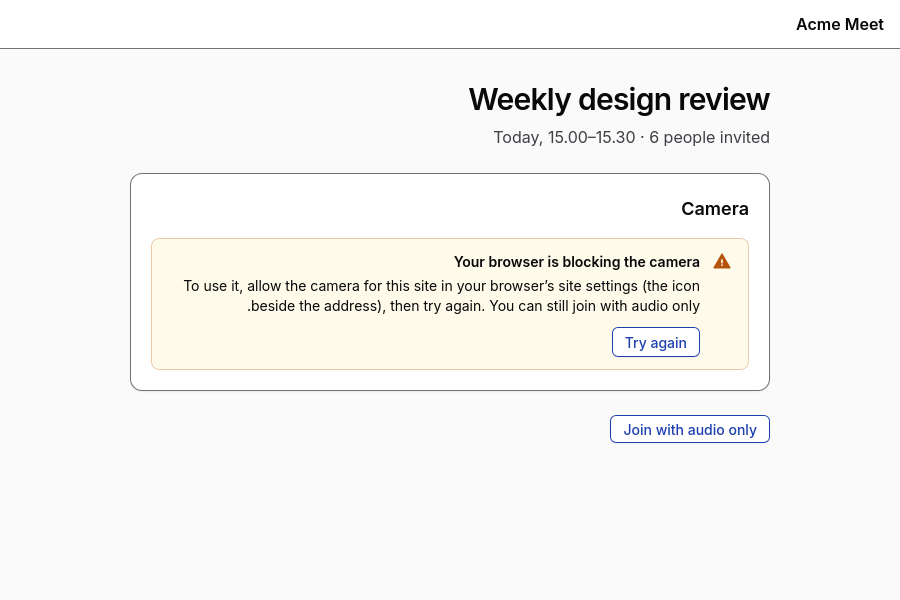 Acme Meet
Weekly design review
Today, 15.00–15.30 · 6 people invited
Camera
Your browser is blocking the camera
To use it, allow the camera for this site in your browser’s site settings (the icon
beside the address), then try again. You can still join with audio only.
Try again
Join with audio only